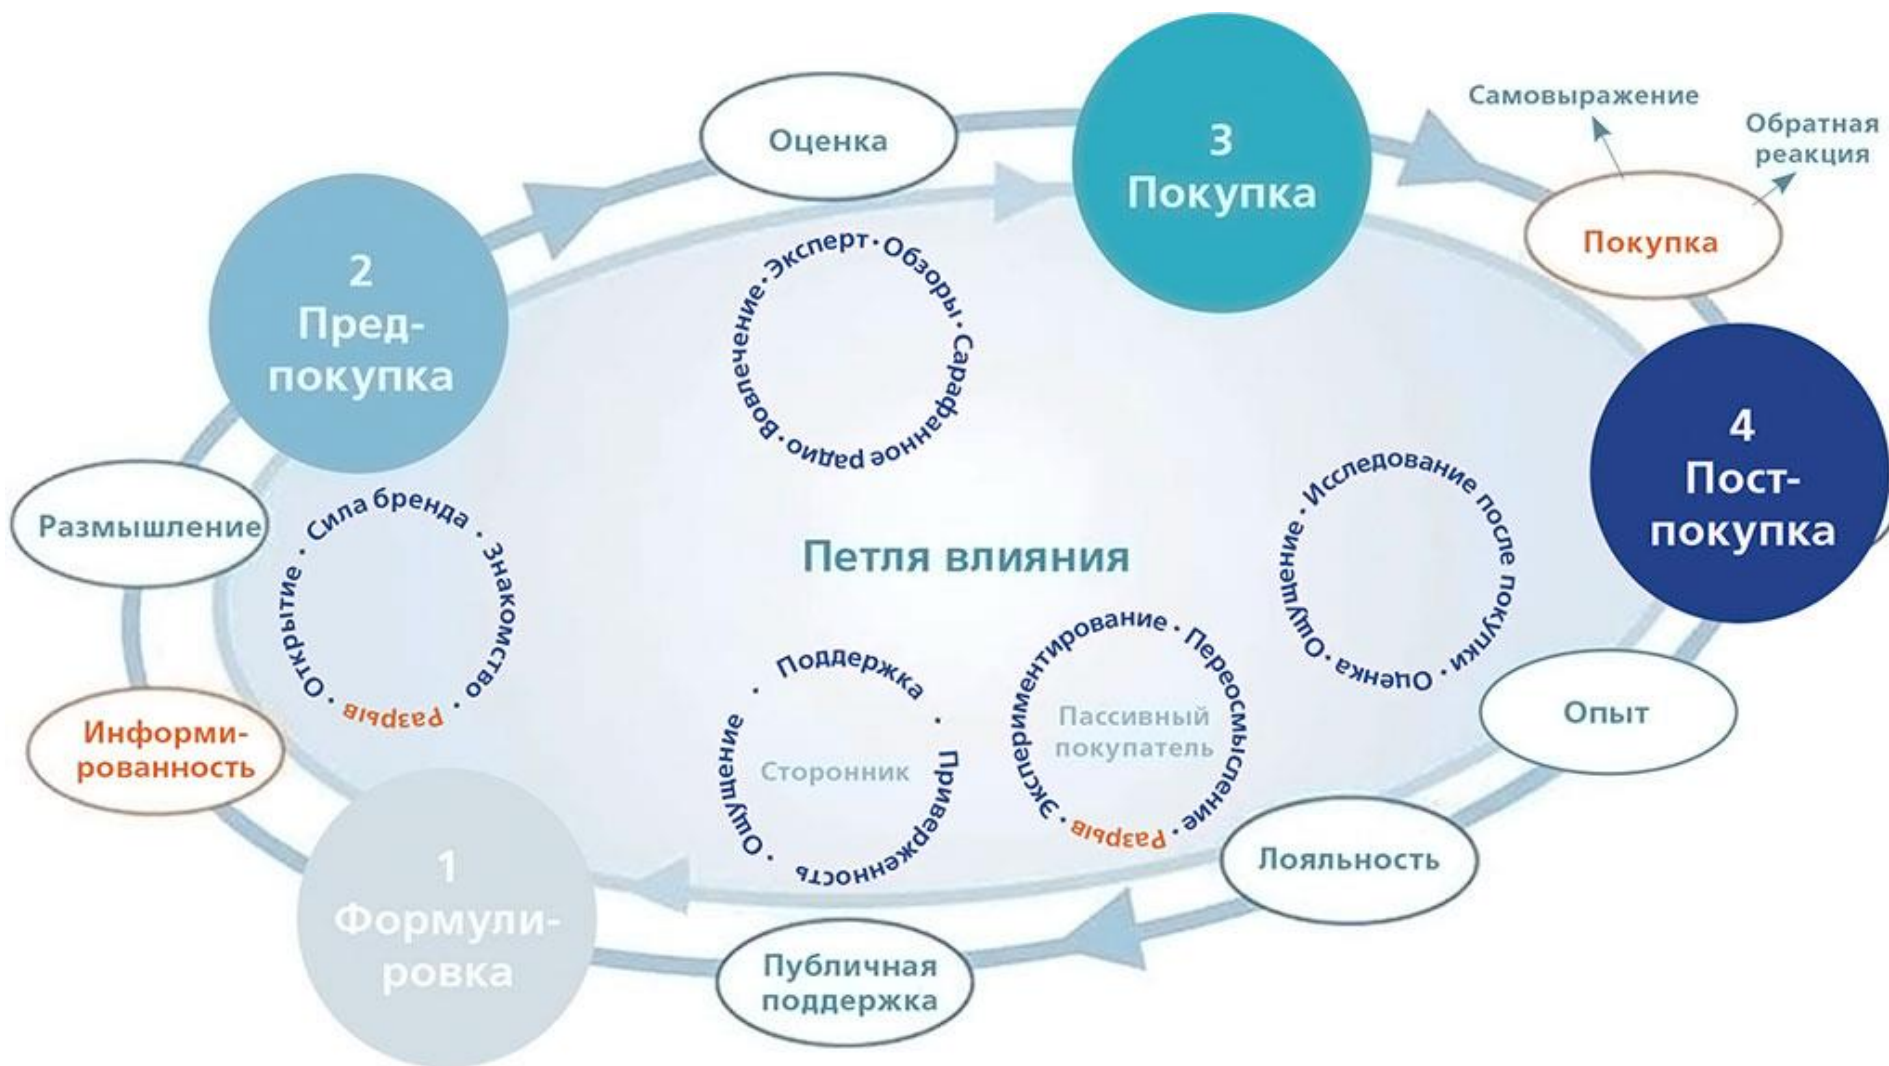 Самовыражение
Обратная
реакция
3
Покупка
Оценка
Покупка
2
Пред-
покупка
Эксперт · Обзоры · Сарафанное радио · Вовлечение ·
4
Пост-
покупка
Размышление
Сила бренда · Знакомство · Разрыв · Открытие ·
Исследование после покупки · Оценка · Ощущение ·
Петля влияния
Информи-
рованность
Поддержка · Приверженность · Ощущение ·
Сторонник
Экспериментирование · Переосмысление · Разрыв ·
Пассивный
покупатель
Опыт
Лояльность
1
Формули-
ровка
Публичная
поддержка